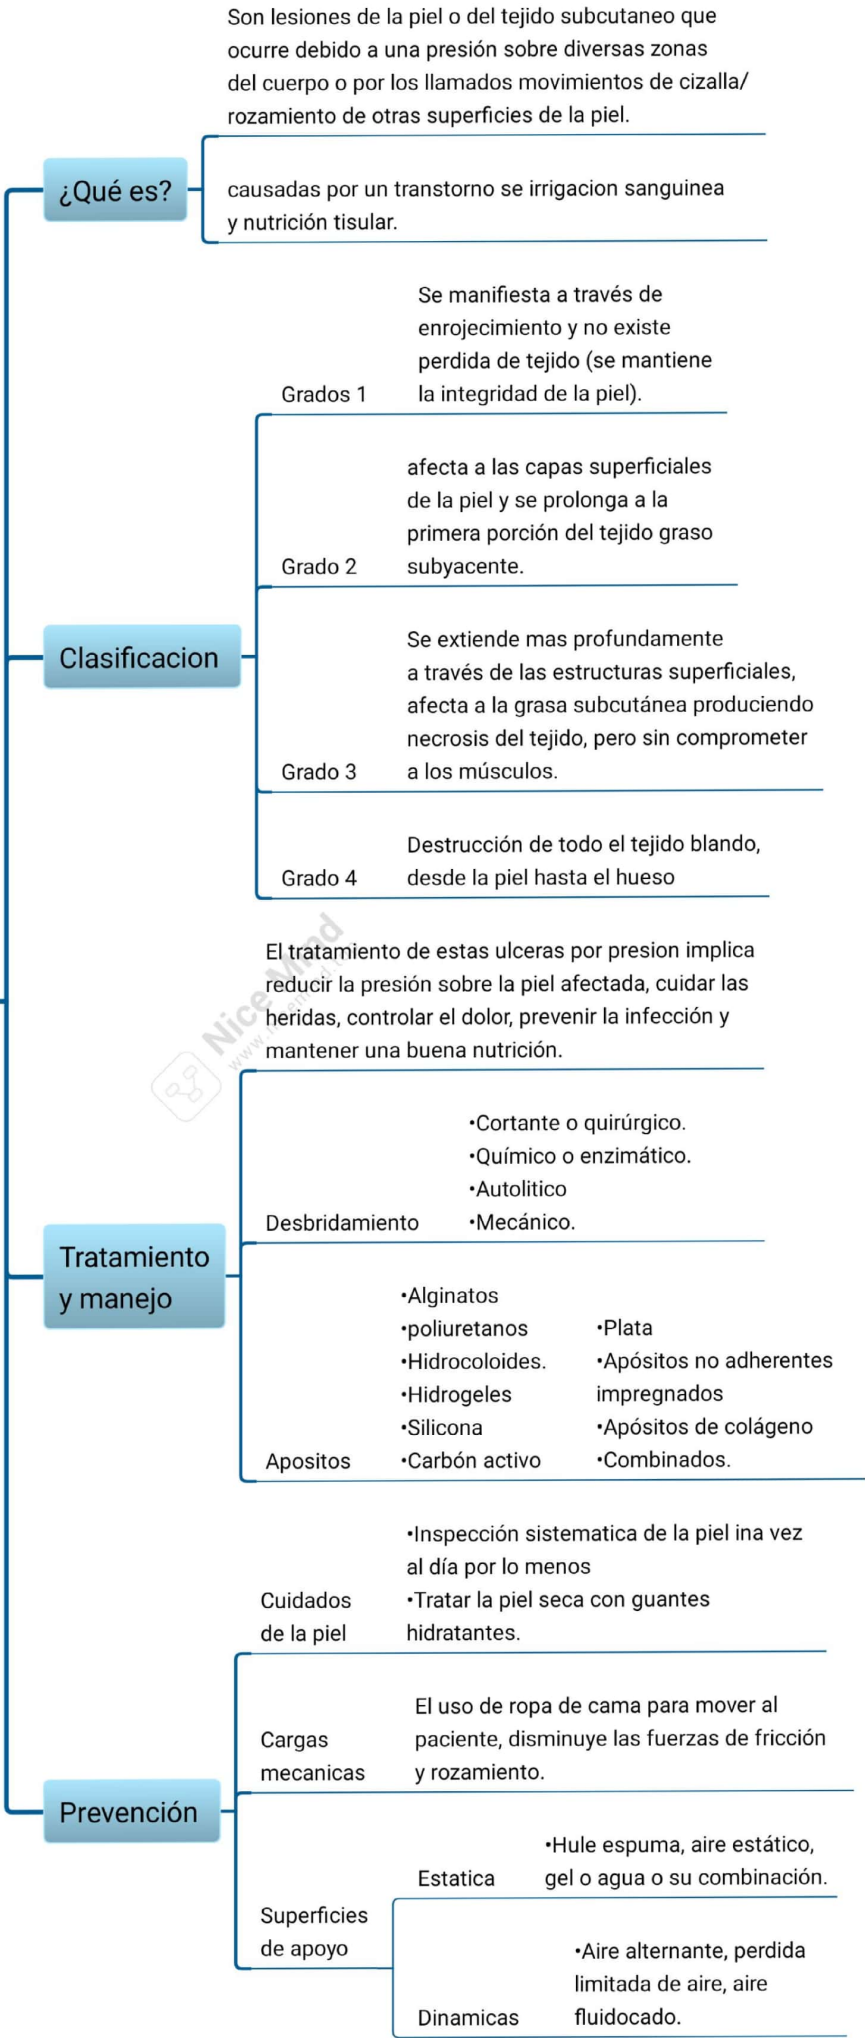 Son lesiones de la piel o del tejido subcutaneo que
ocurre debido a una presión sobre diversas zonas
del cuerpo o por los llamados movimientos de cizalla/
rozamiento de otras superficies de la piel.
¿Qué es?
causadas por un transtorno se irrigacion sanguinea
y nutrición tisular.
Se manifiesta a través de
enrojecimiento y no existe
perdida de tejido (se mantiene
la integridad de la piel).
Grados 1
afecta a las capas superficiales
de la piel y se prolonga a la
primera porción del tejido graso
subyacente.
Grado 2
Clasificacion
Se extiende mas profundamente
a través de las estructuras superficiales,
afecta a la grasa subcutánea produciendo
necrosis del tejido, pero sin comprometer
a los músculos.
Grado 3
Destrucción de todo el tejido blando,
desde la piel hasta el hueso
Grado 4
El tratamiento de estas ulceras por presion implica
reducir la presión sobre la piel afectada, cuidar las
heridas, controlar el dolor, prevenir la infección y
mantener una buena nutrición.
Nice Mind
•Cortante o quirúrgico.
•Químico o enzimático.
•Autolitico
•Mecánico.
Desbridamiento
Tratamiento
y manejo
•Alginatos
•poliuretanos
•Hidrocoloides.
•Hidrogeles
•Silicona
•Carbón activo
•Plata
•Apósitos no adherentes
impregnados
•Apósitos de colágeno
•Combinados.
Apositos
•Inspección sistematica de la piel ina vez
al día por lo menos
•Tratar la piel seca con guantes
hidratantes.
Cuidados
de la piel
El uso de ropa de cama para mover al
paciente, disminuye las fuerzas de fricción
y rozamiento.
Cargas
mecanicas
Prevención
•Hule espuma, aire estático,
gel o agua o su combinación.
Estatica
Superficies
de apoyo
•Aire alternante, perdida
limitada de aire, aire
fluidocado.
Dinamicas